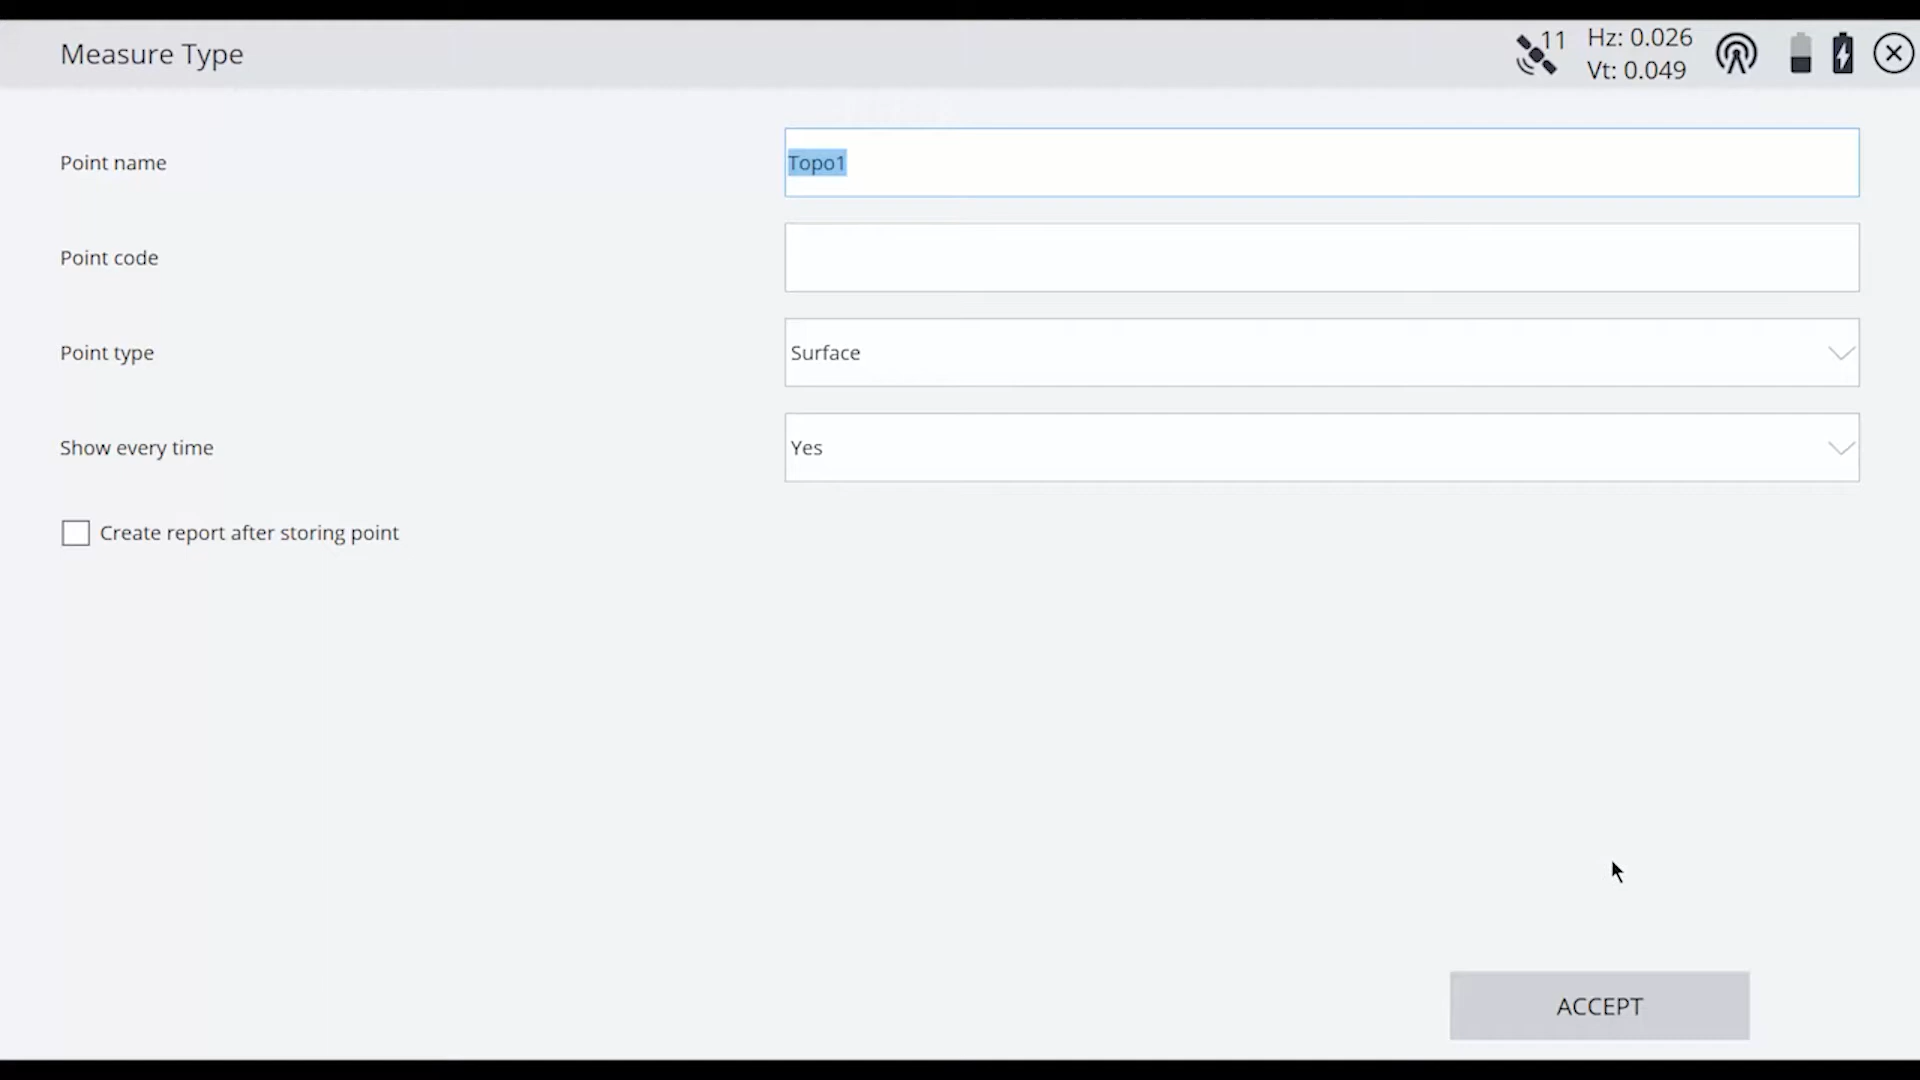 Measure Type
11
Hz: 0.026
Vt: 0.049
Point name
Topo1
Point code
Point type
Surface
Show every time
Yes
Create report after storing point
ACCEPT